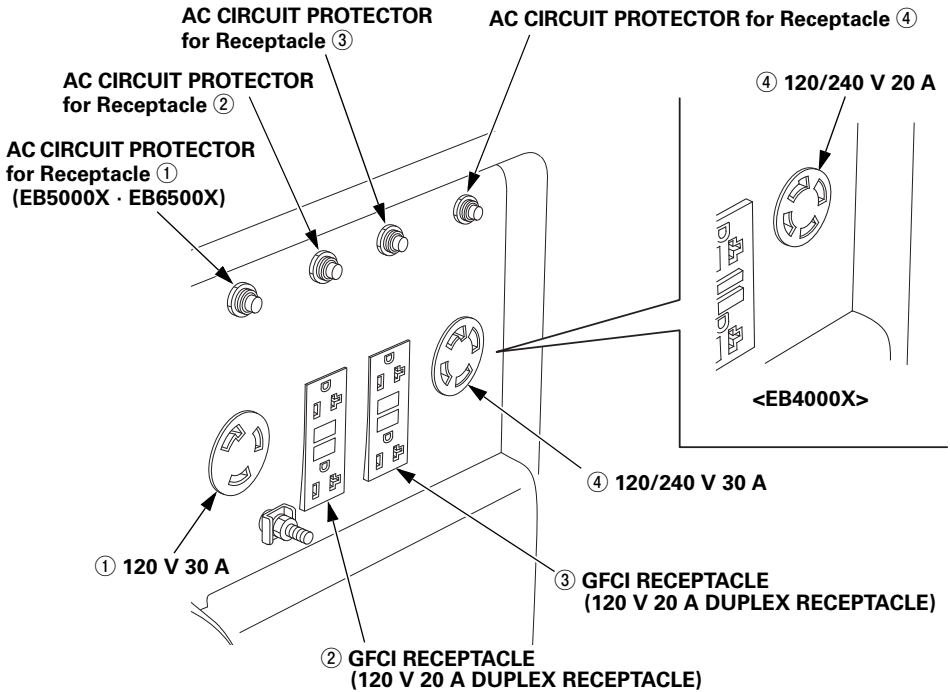 AC CIRCUIT PROTECTOR
for Receptacle ③
AC CIRCUIT PROTECTOR for Receptacle ④
AC CIRCUIT PROTECTOR
for Receptacle ②
④ 120/240 V 20 A
AC CIRCUIT PROTECTOR
for Receptacle ①
(EB5000X · EB6500X)
<EB4000X>
④ 120/240 V 30 A
① 120 V 30 A
③ GFCI RECEPTACLE
(120 V 20 A DUPLEX RECEPTACLE)
② GFCI RECEPTACLE
(120 V 20 A DUPLEX RECEPTACLE)